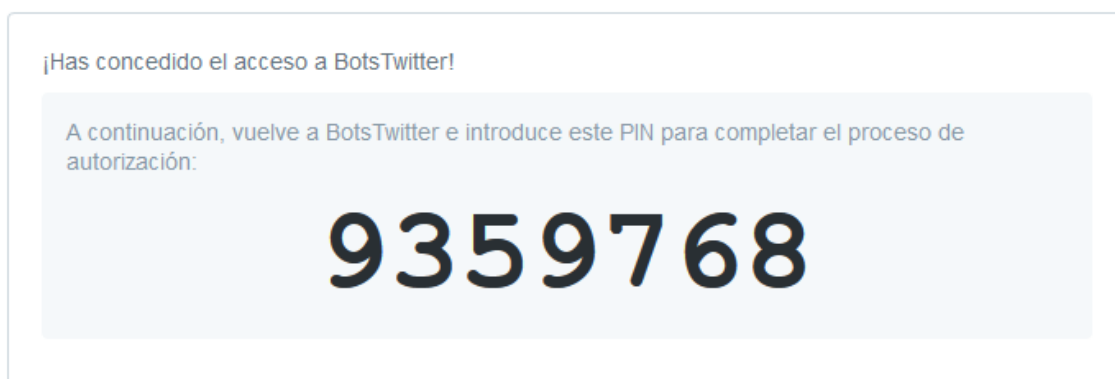 ¡Has concedido el acceso a BotsTwitter!
A continuación, vuelve a BotsTwitter e introduce este PIN para completar el proceso de
autorización:
9359768